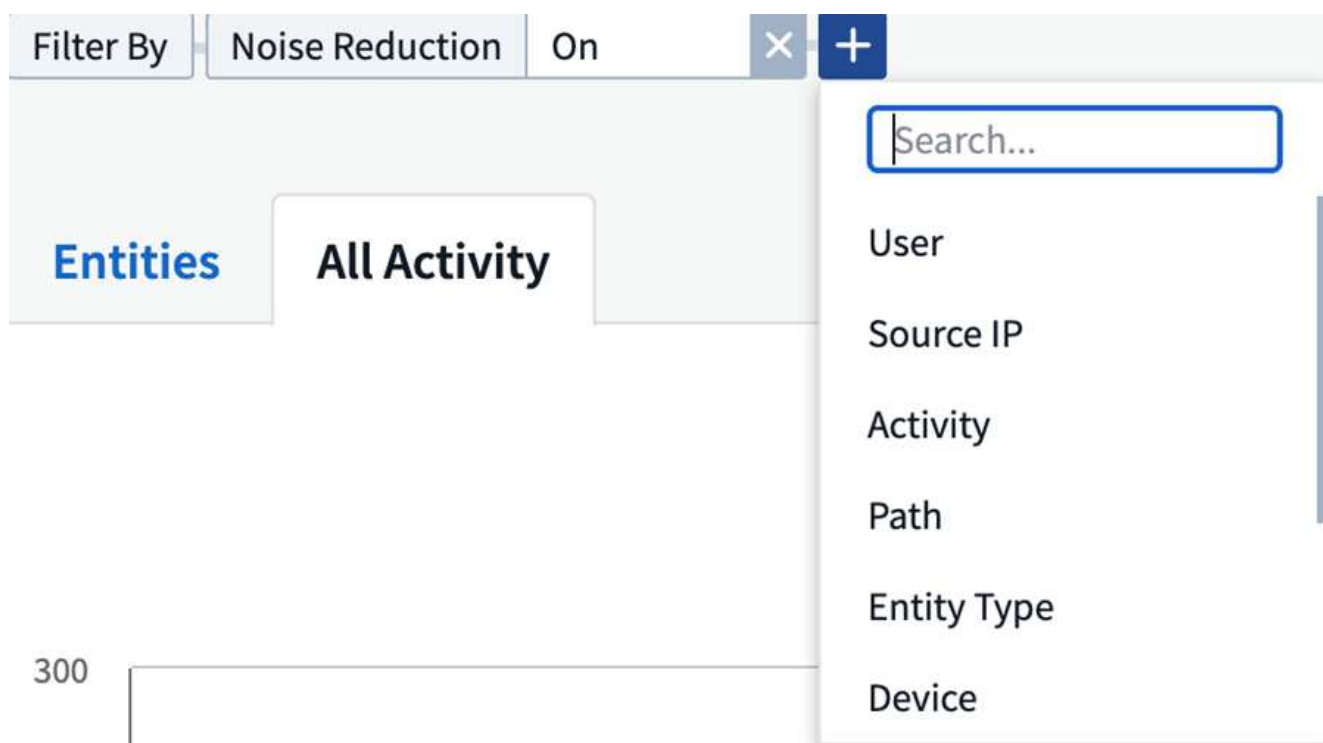 Filter By Noise Reduction On × +
Search...
Entities All Activity
User
Source IP
Activity
Path
Entity Type
300
Device